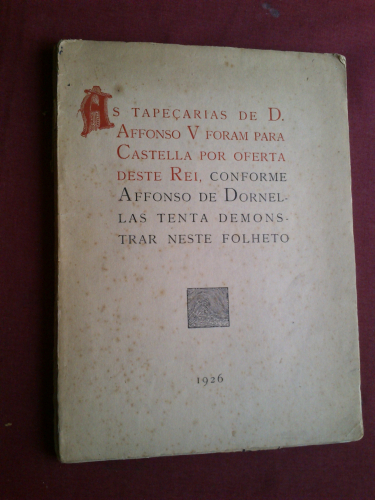 As TAPEÇARIAS DE D.
AFFONSO V FORAM PARA
CASTELLA POR OFERTA
DESTE REI, CONFORME
AFFONSO DE DORNEL-
LAS TENTA DEMONS-
TRAR NESTE FOLHETO
1926